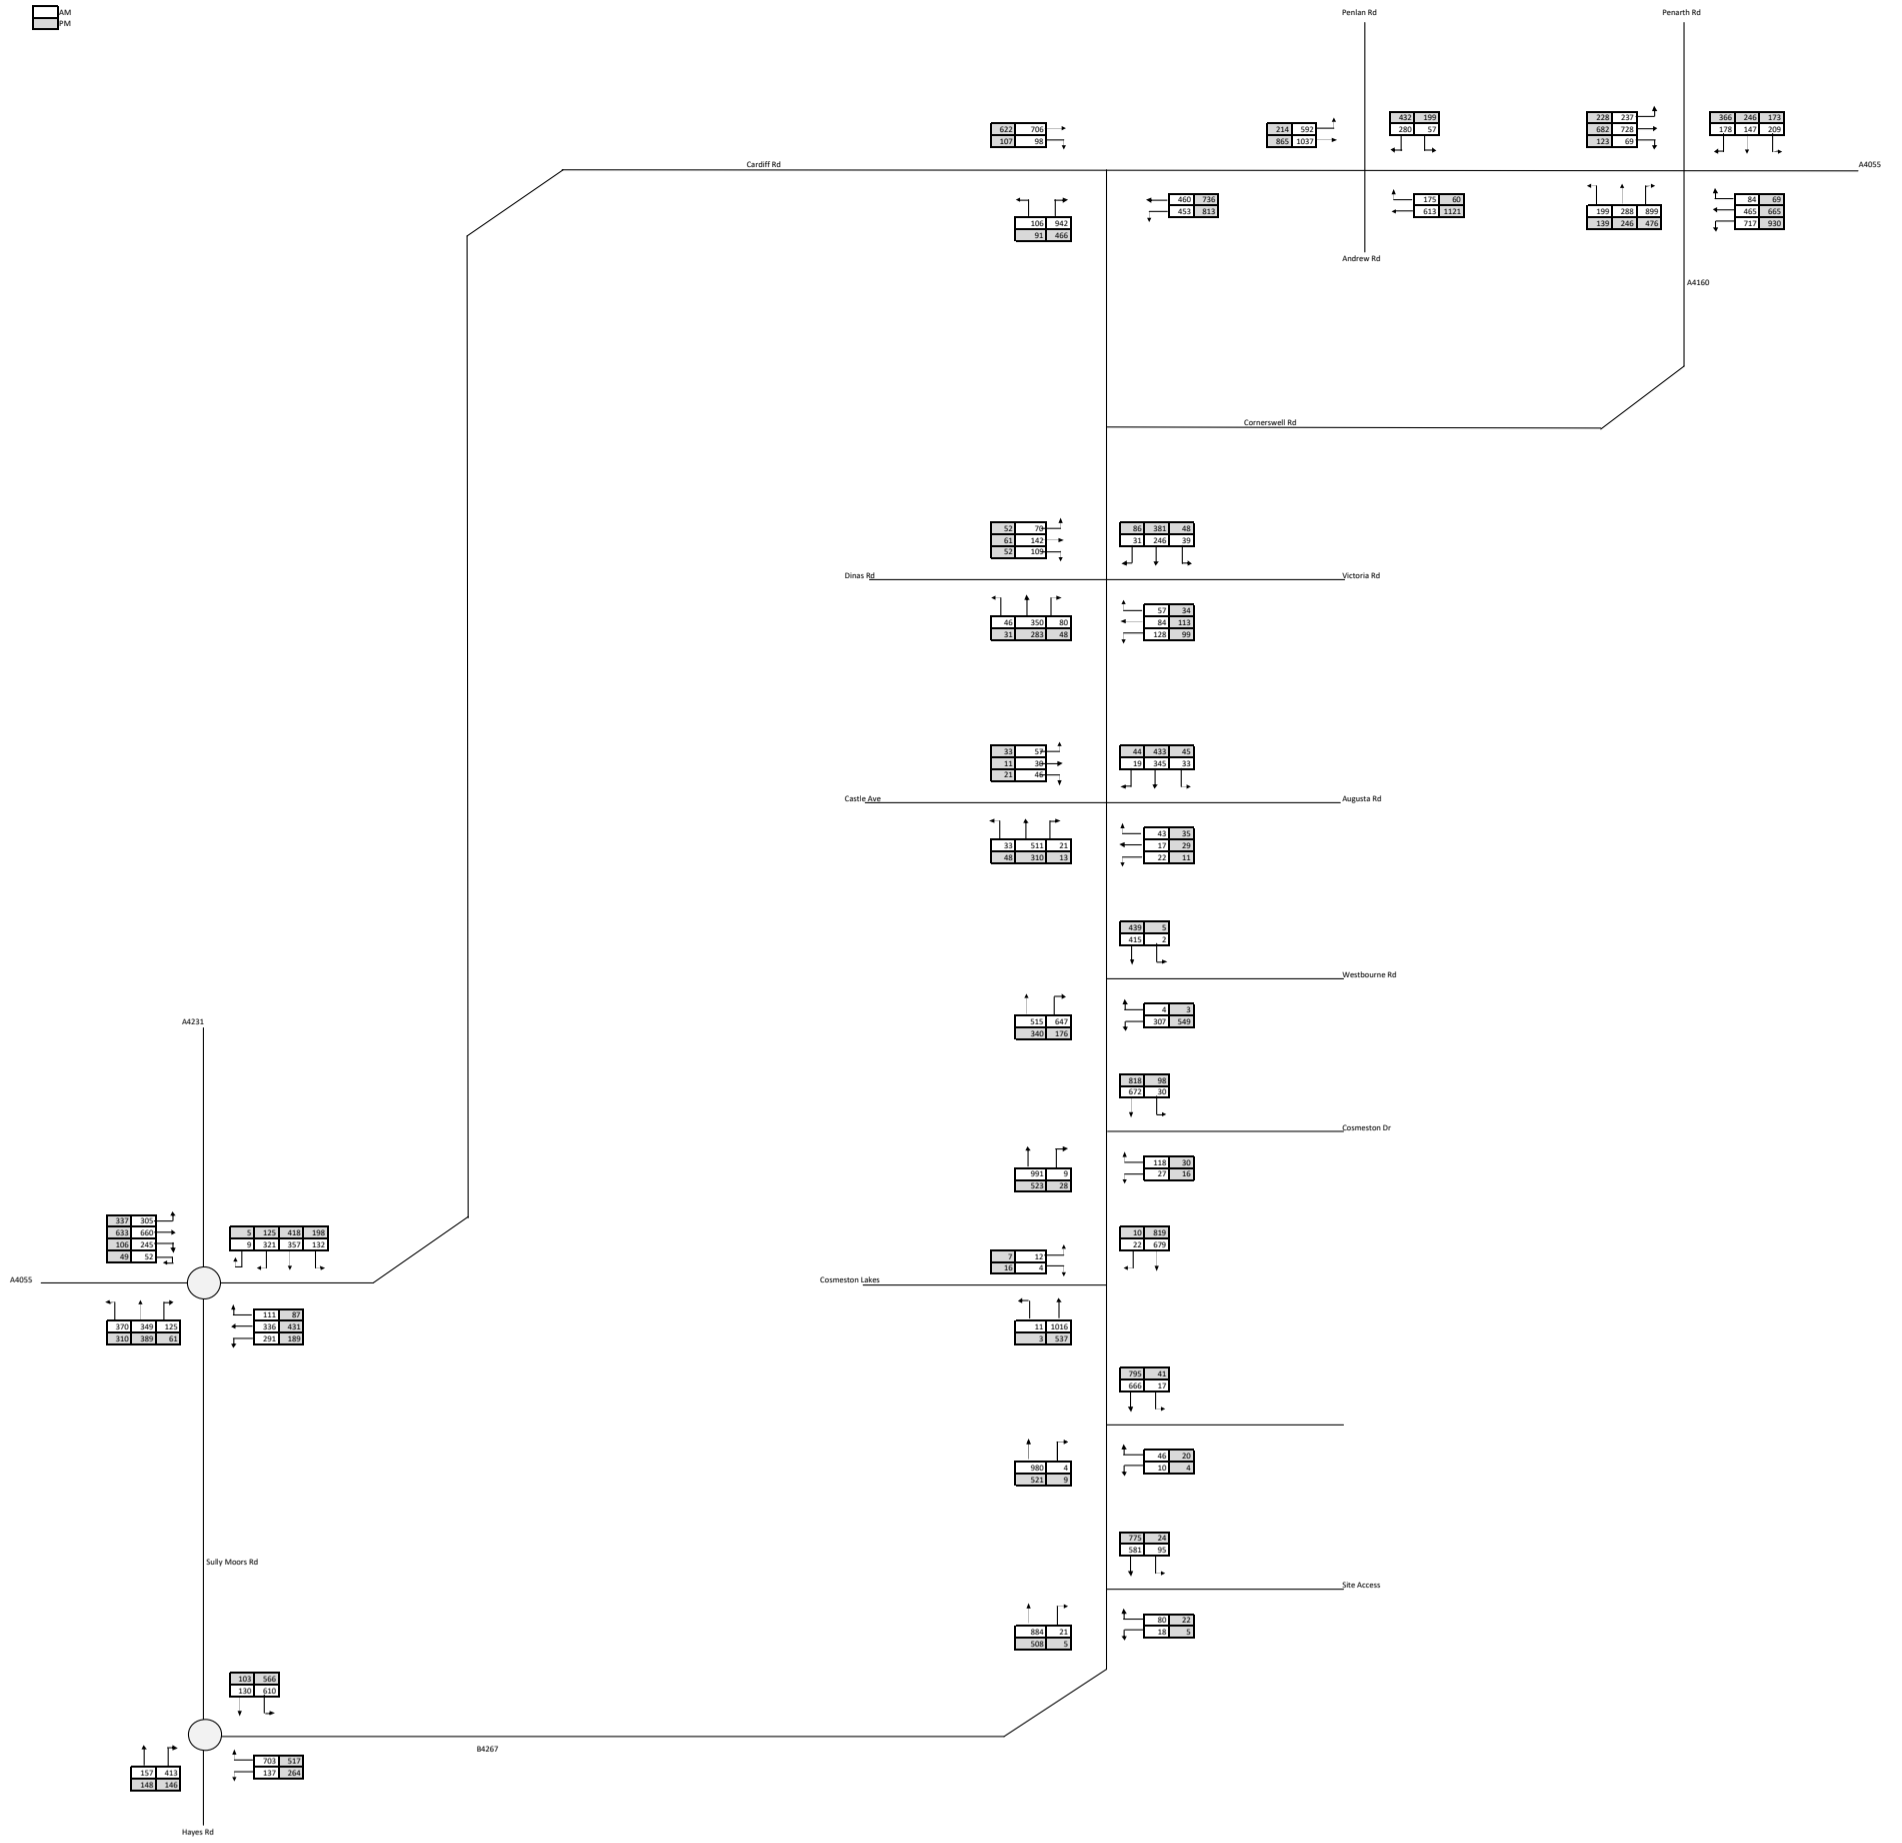 AM
PM
Penlan Rd
Penarth Rd
432 199
280 57
228 237
682 728
123 69
366 246 173
178 147 209
622 706
107 98
214 592
865 1037
Cardiff Rd
A4055
106 942
91 466
460 736
453 813
175 60
613 1121
199 288 899
139 246 476
84 69
465 665
717 930
Andrew Rd
A4160
Cornerswell Rd
52 70
61 142
52 109
86 381 48
31 246 39
Dinas Rd
Victoria Rd
46 350 80
31 283 48
57 34
84 113
128 99
33 57
11 30
21 46
44 433 45
19 345 33
Castle Ave
Augusta Rd
33 511 21
48 310 13
43 35
17 29
22 11
439 5
415 2
Westbourne Rd
515 647
340 176
4 3
307 549
A4231
818 98
672 30
Cosmeston Dr
991 9
523 28
118 30
27 16
337 305
633 660
106 245
49 52
5 125 418 198
9 321 357 132
7 12
16 4
10 819
22 679
A4055
Cosmeston Lakes
370 349 125
310 389 61
111 87
336 431
291 189
11 1016
3 537
795 41
666 17
980 4
521 9
46 20
10 4
775 24
581 95
Sully Moors Rd
Site Access
884 21
508 5
80 22
18 5
103 566
130 610
B4267
157 413
148 146
703 517
137 264
Hayes Rd